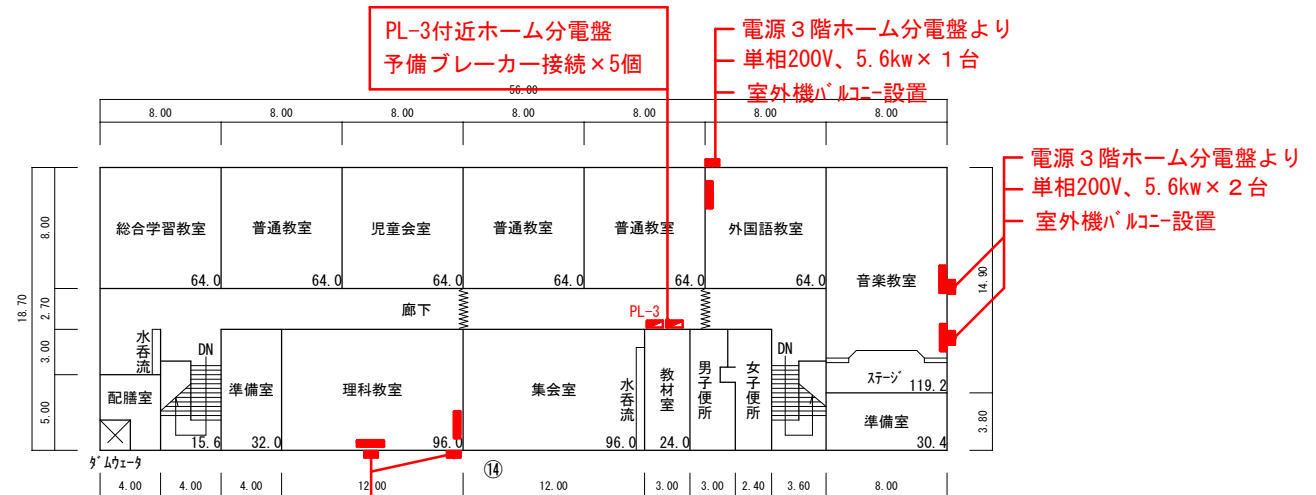 PL-3付近ホーム分電盤
予備ブレーカー接続×5個
電源３階ホーム分電盤より
単相200V、5.6kw×１台
室外機ﾊﾞﾙｺﾆｰ設置
56.00
8.00
8.00
8.00
8.00
8.00
8.00
8.00
電源３階ホーム分電盤より
単相200V、5.6kw×２台
室外機ﾊﾞﾙｺﾆｰ設置
18.70
8.00
2.70
3.00
5.00
総合学習教室
64.0
普通教室
64.0
児童会室
64.0
普通教室
64.0
普通教室
64.0
外国語教室
64.0
音楽教室
14.90
廊下
PL-3
水呑流
DN
配膳室
15.6
準備室
32.0
理科教室
96.0
集会室
水呑流
96.0
教材室
24.0
男子便所
女子便所
DN
ｽﾃｰｼﾞ
119.2
準備室
30.4
3.80
ﾀﾞﾑｳｪｰﾀ
⑭
4.00
4.00
4.00
12.00
12.00
3.00
3.00
2.40
3.60
8.00